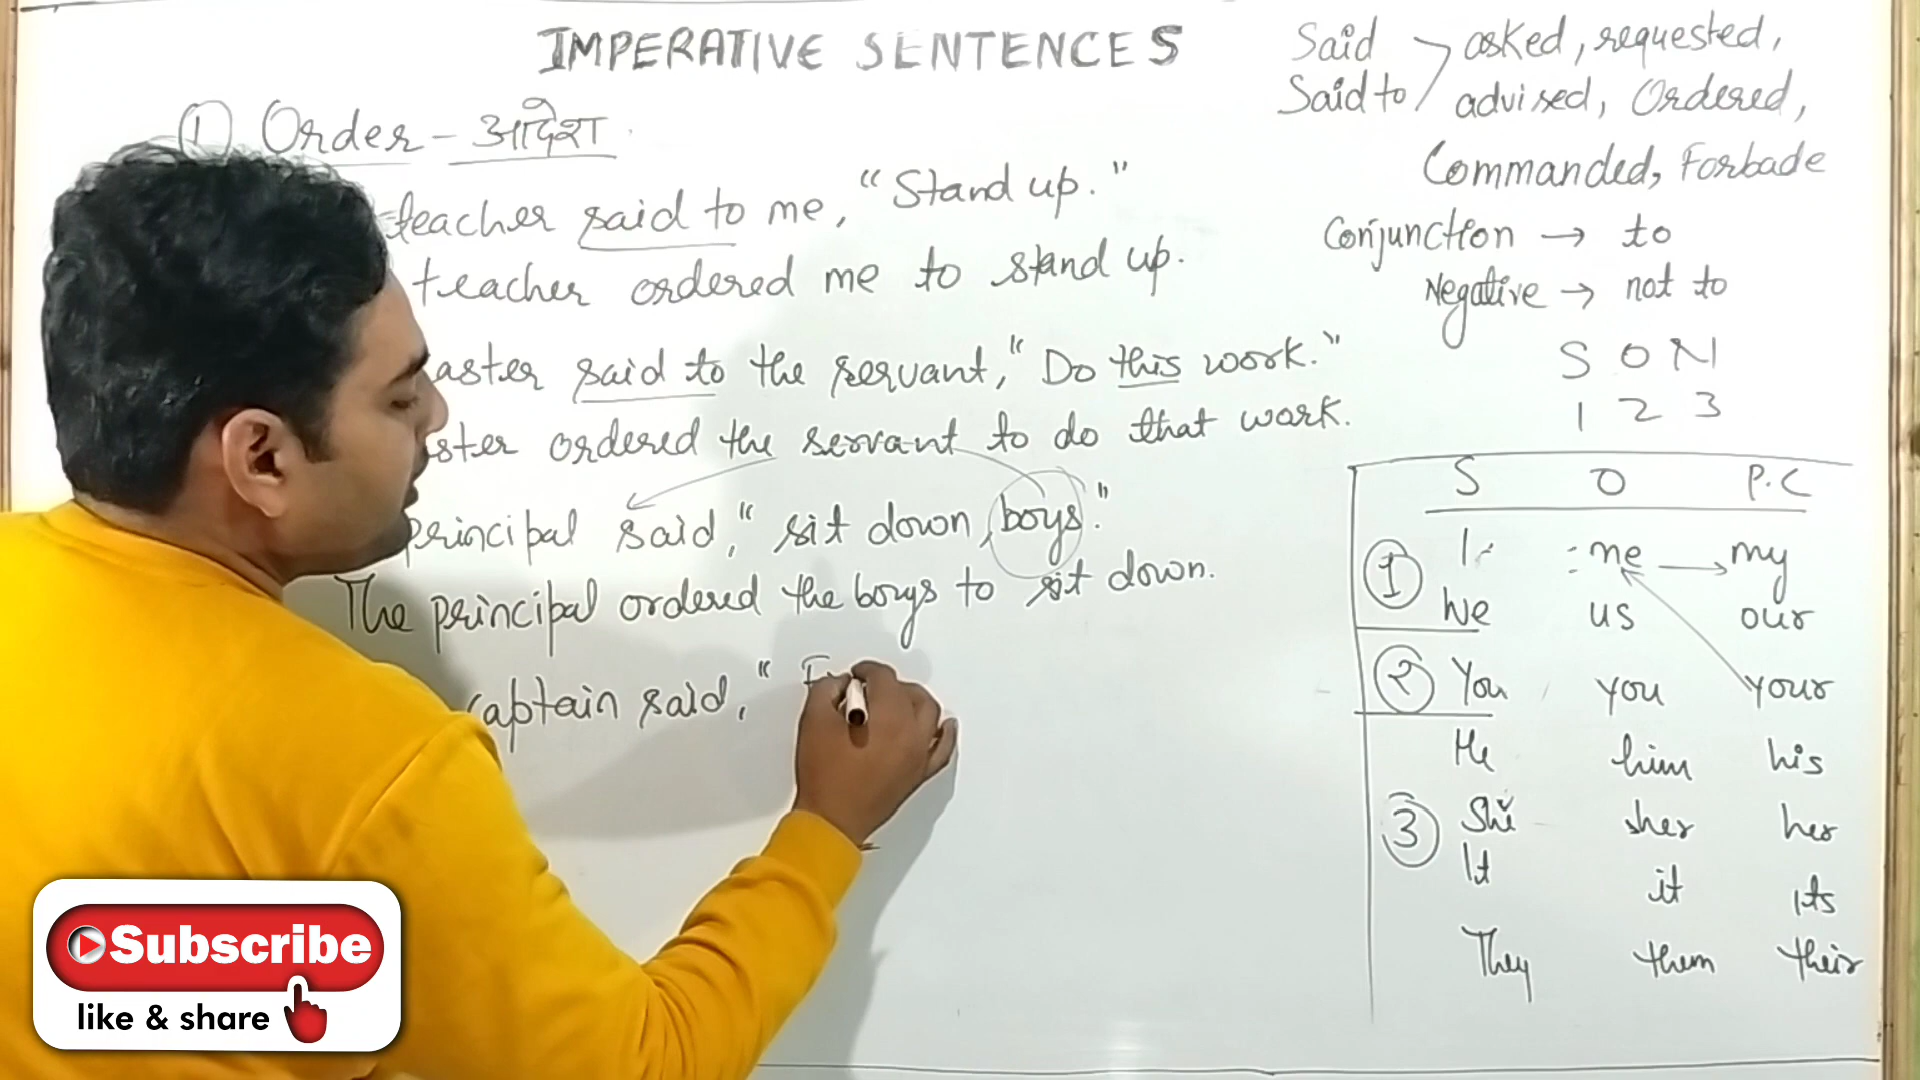 IMPERATIVE SENTENCES
① Order - आदेश
teacher said to me, "Stand up."
teacher ordered me to stand up.
aster said to the servant, "Do this work."
ster ordered the servant to do that work.
principal said, "sit down, boys."
The principal ordered the boys to sit down.
captain said, "
Said
Said to
asked, requested,
advised, Ordered,
Commanded, Forbade
Conjunction → to
Negative → not to
S O N
1 2 3
S O P.C
① I me → my
We us our
② You you your
He him his
③ She her her
It it Its
They them their
Subscribe
like & share